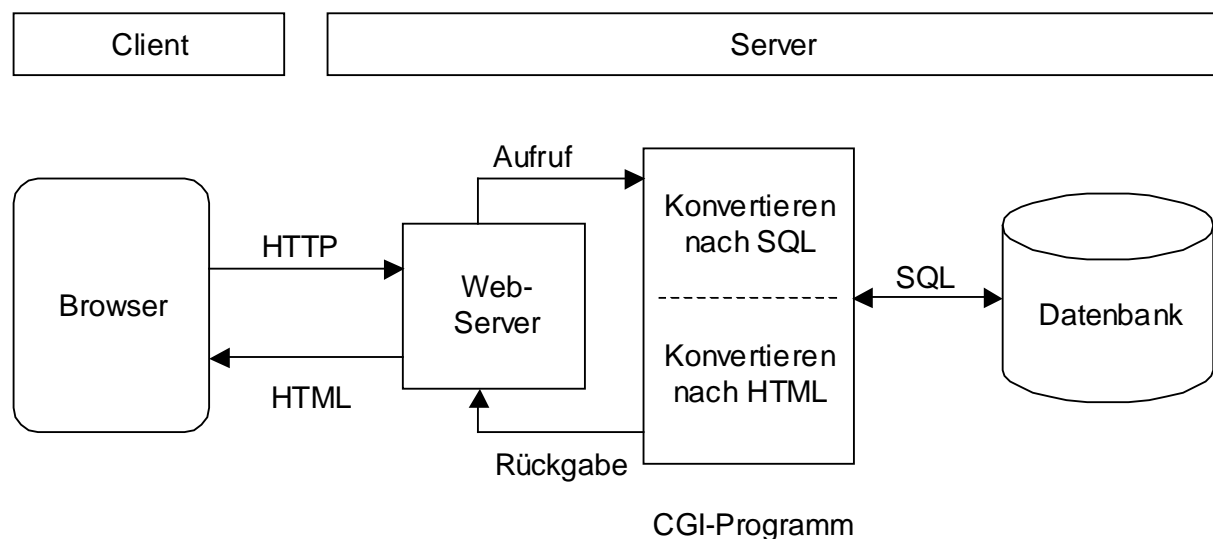 Client
Server
Aufruf
Konvertieren
nach SQL
HTTP
Web-
Server
SQL
Browser
Datenbank
Konvertieren
nach HTML
HTML
Rückgabe
CGI-Programm